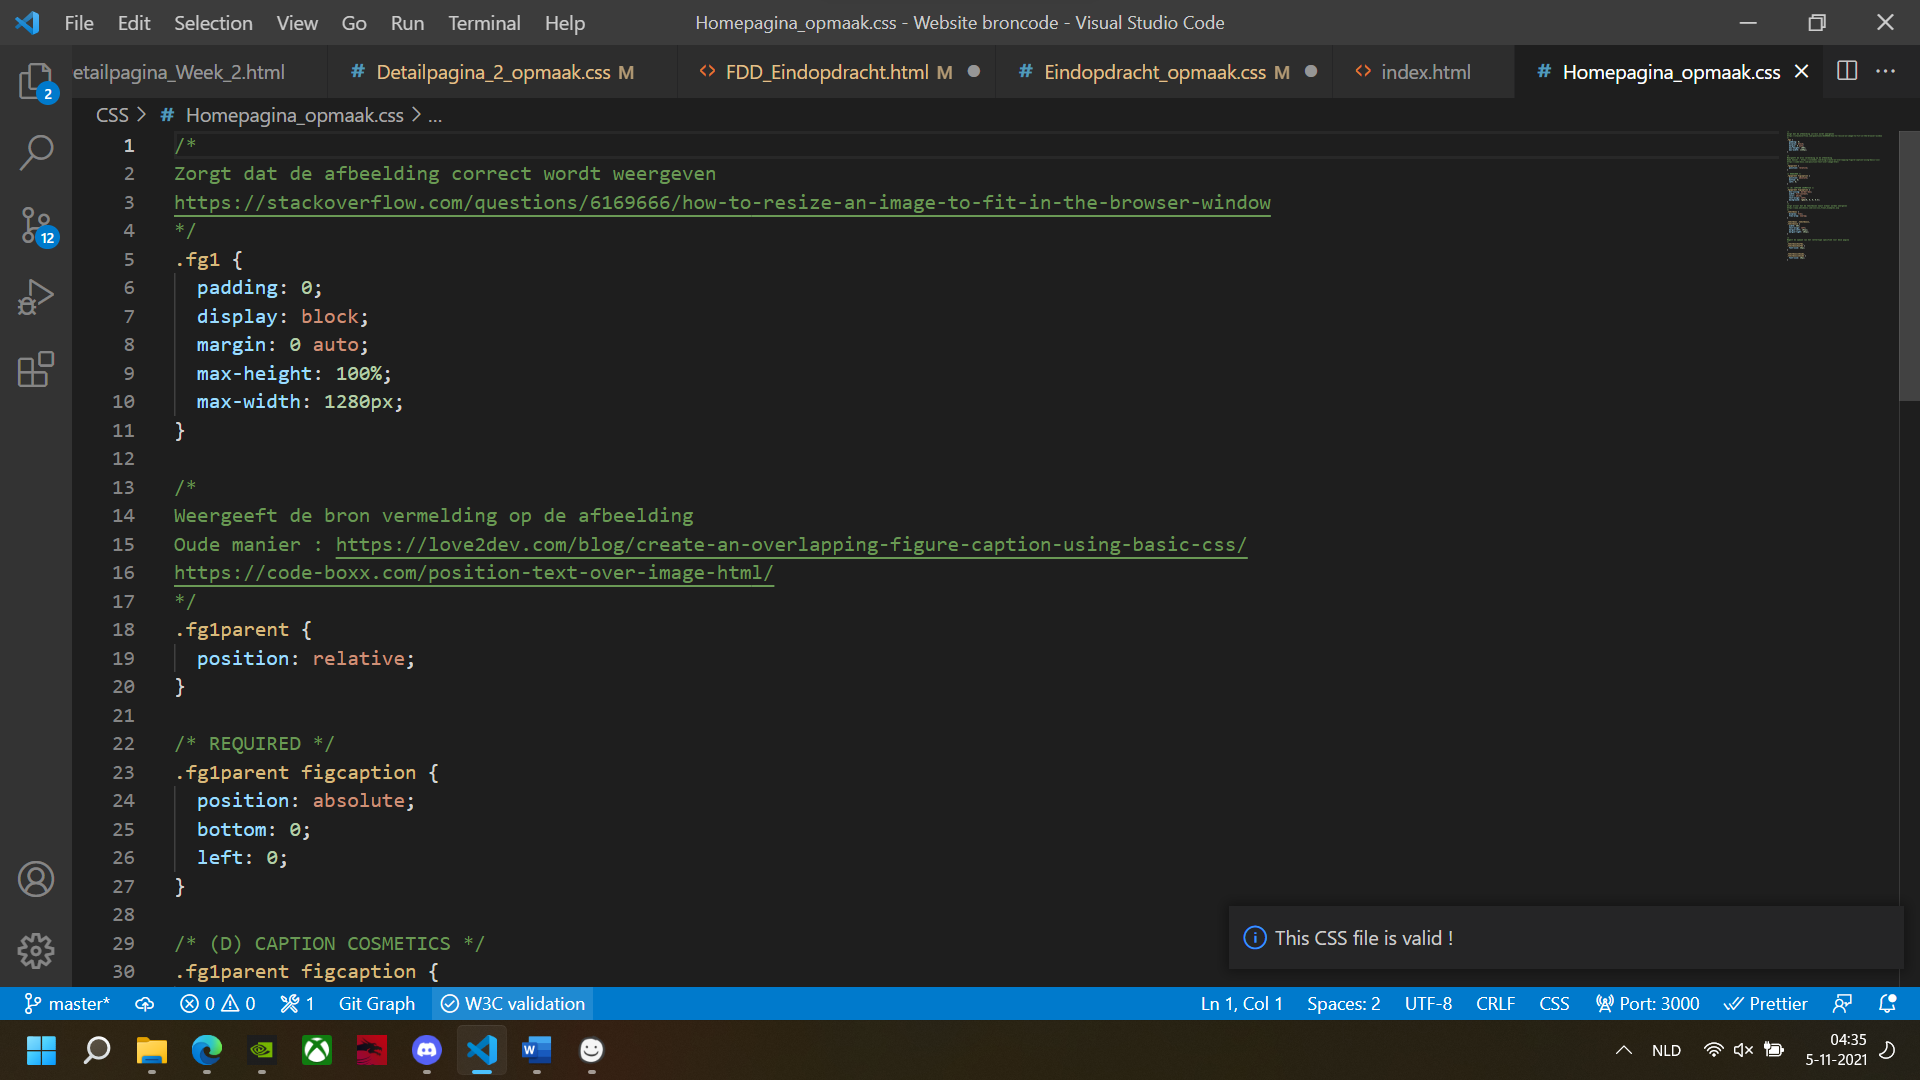 File Edit Selection View Go Run Terminal Help
Homepagina_opmaak.css - Website broncode - Visual Studio Code
etailpagina_Week_2.html
# Detailpagina_2_opmaak.css M
<> FDD_Eindopdracht.html M
# Eindopdracht_opmaak.css M
<> index.html
# Homepagina_opmaak.css
2
CSS > # Homepagina_opmaak.css > ...
1 /*
2 Zorgt dat de afbeelding correct wordt weergeven
3 https://stackoverflow.com/questions/6169666/how-to-resize-an-image-to-fit-in-the-browser-window
4 */
5 .fg1 {
6 padding: 0;
7 display: block;
8 margin: 0 auto;
9 max-height: 100%;
10 max-width: 1280px;
11 }
12
13 /*
14 Weergeeft de bron vermelding op de afbeelding
15 Oude manier : https://love2dev.com/blog/create-an-overlapping-figure-caption-using-basic-css/
16 https://code-boxx.com/position-text-over-image-html/
17 */
18 .fg1parent {
19 position: relative;
20 }
21
22 /* REQUIRED */
23 .fg1parent figcaption {
24 position: absolute;
25 bottom: 0;
26 left: 0;
27 }
28
29 /* (D) CAPTION COSMETICS */
30 .fg1parent figcaption {
12
This CSS file is valid !
master* 0 0 1 Git Graph W3C validation
Ln 1, Col 1 Spaces: 2 UTF-8 CRLF CSS Port: 3000 Prettier
W
NLD
04:35
5-11-2021